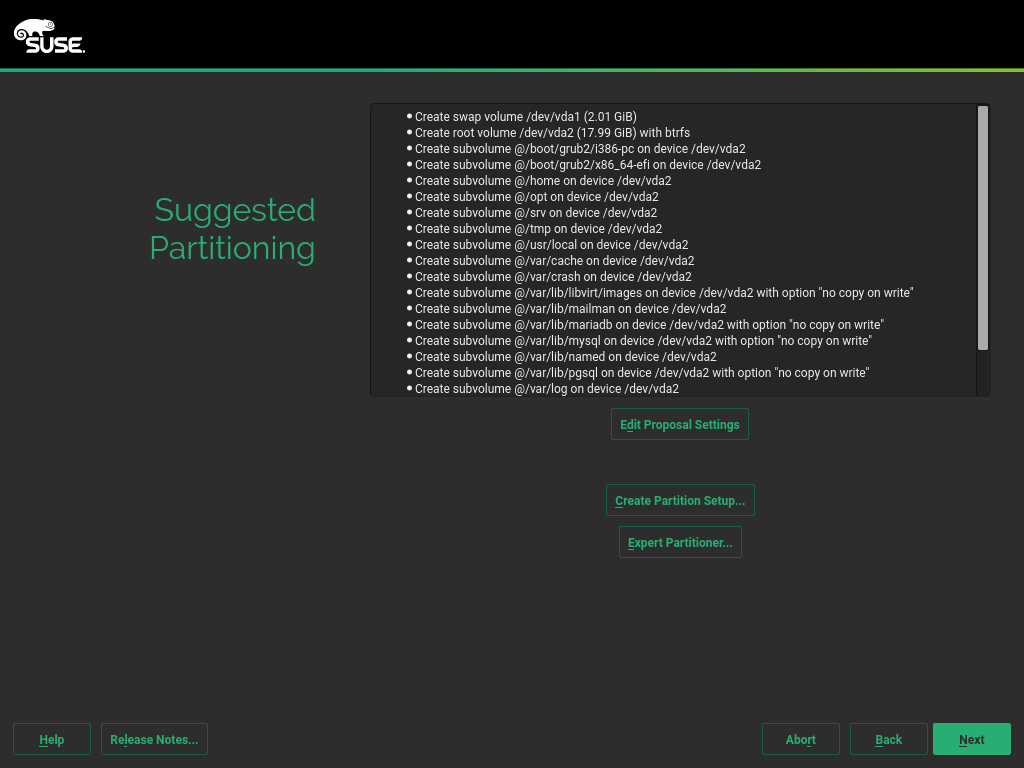 SUSE.
Suggested
Partitioning
Create swap volume /dev/vda1 (2.01 GiB)
Create root volume /dev/vda2 (17.99 GiB) with btrfs
Create subvolume @/boot/grub2/i386-pc on device /dev/vda2
Create subvolume @/boot/grub2/x86_64-efi on device /dev/vda2
Create subvolume @/home on device /dev/vda2
Create subvolume @/opt on device /dev/vda2
Create subvolume @/srv on device /dev/vda2
Create subvolume @/tmp on device /dev/vda2
Create subvolume @/usr/local on device /dev/vda2
Create subvolume @/var/cache on device /dev/vda2
Create subvolume @/var/crash on device /dev/vda2
Create subvolume @/var/lib/libvirt/images on device /dev/vda2 with option "no copy on write"
Create subvolume @/var/lib/mailman on device /dev/vda2
Create subvolume @/var/lib/mariadb on device /dev/vda2 with option "no copy on write"
Create subvolume @/var/lib/mysql on device /dev/vda2 with option "no copy on write"
Create subvolume @/var/lib/named on device /dev/vda2
Create subvolume @/var/lib/pgsql on device /dev/vda2 with option "no copy on write"
Create subvolume @/var/log on device /dev/vda2
Edit Proposal Settings
Create Partition Setup...
Expert Partitioner...
Help
Release Notes...
Abort
Back
Next